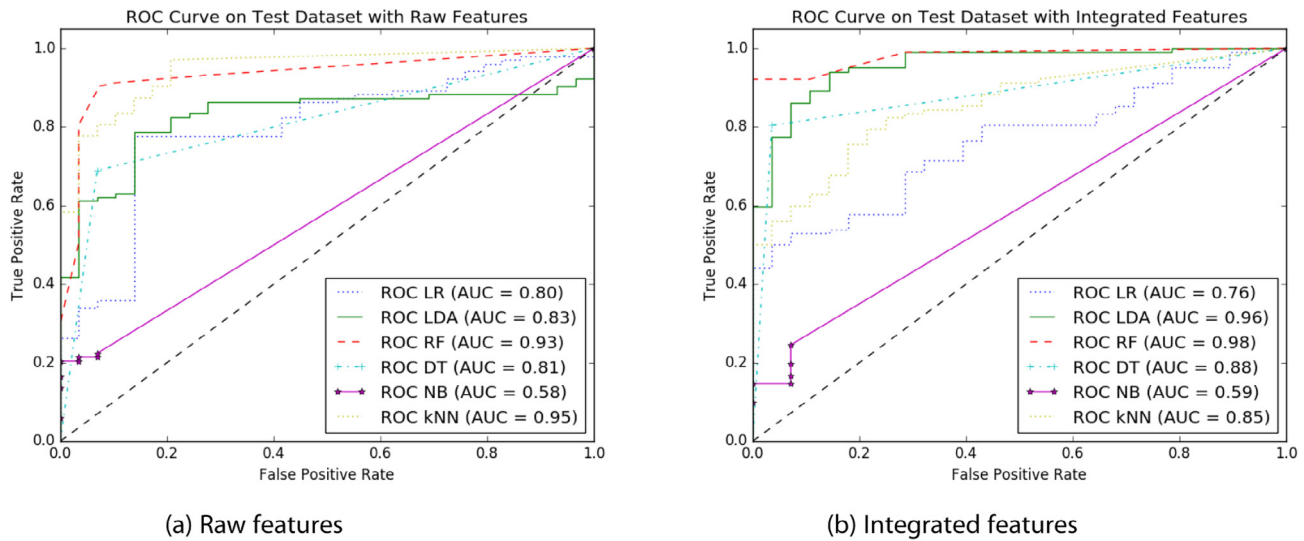 ROC Curve on Test Dataset with Raw Features
1.0
0.8
0.6
0.4
0.2
0.0
True Positive Rate
0.0 0.2 0.4 0.6 0.8 1.0
False Positive Rate
ROC LR (AUC = 0.80)
ROC LDA (AUC = 0.83)
ROC RF (AUC = 0.93)
ROC DT (AUC = 0.81)
ROC NB (AUC = 0.58)
ROC kNN (AUC = 0.95)
(a) Raw features
ROC Curve on Test Dataset with Integrated Features
1.0
0.8
0.6
0.4
0.2
0.0
True Positive Rate
0.0 0.2 0.4 0.6 0.8 1.0
False Positive Rate
ROC LR (AUC = 0.76)
ROC LDA (AUC = 0.96)
ROC RF (AUC = 0.98)
ROC DT (AUC = 0.88)
ROC NB (AUC = 0.59)
ROC kNN (AUC = 0.85)
(b) Integrated features